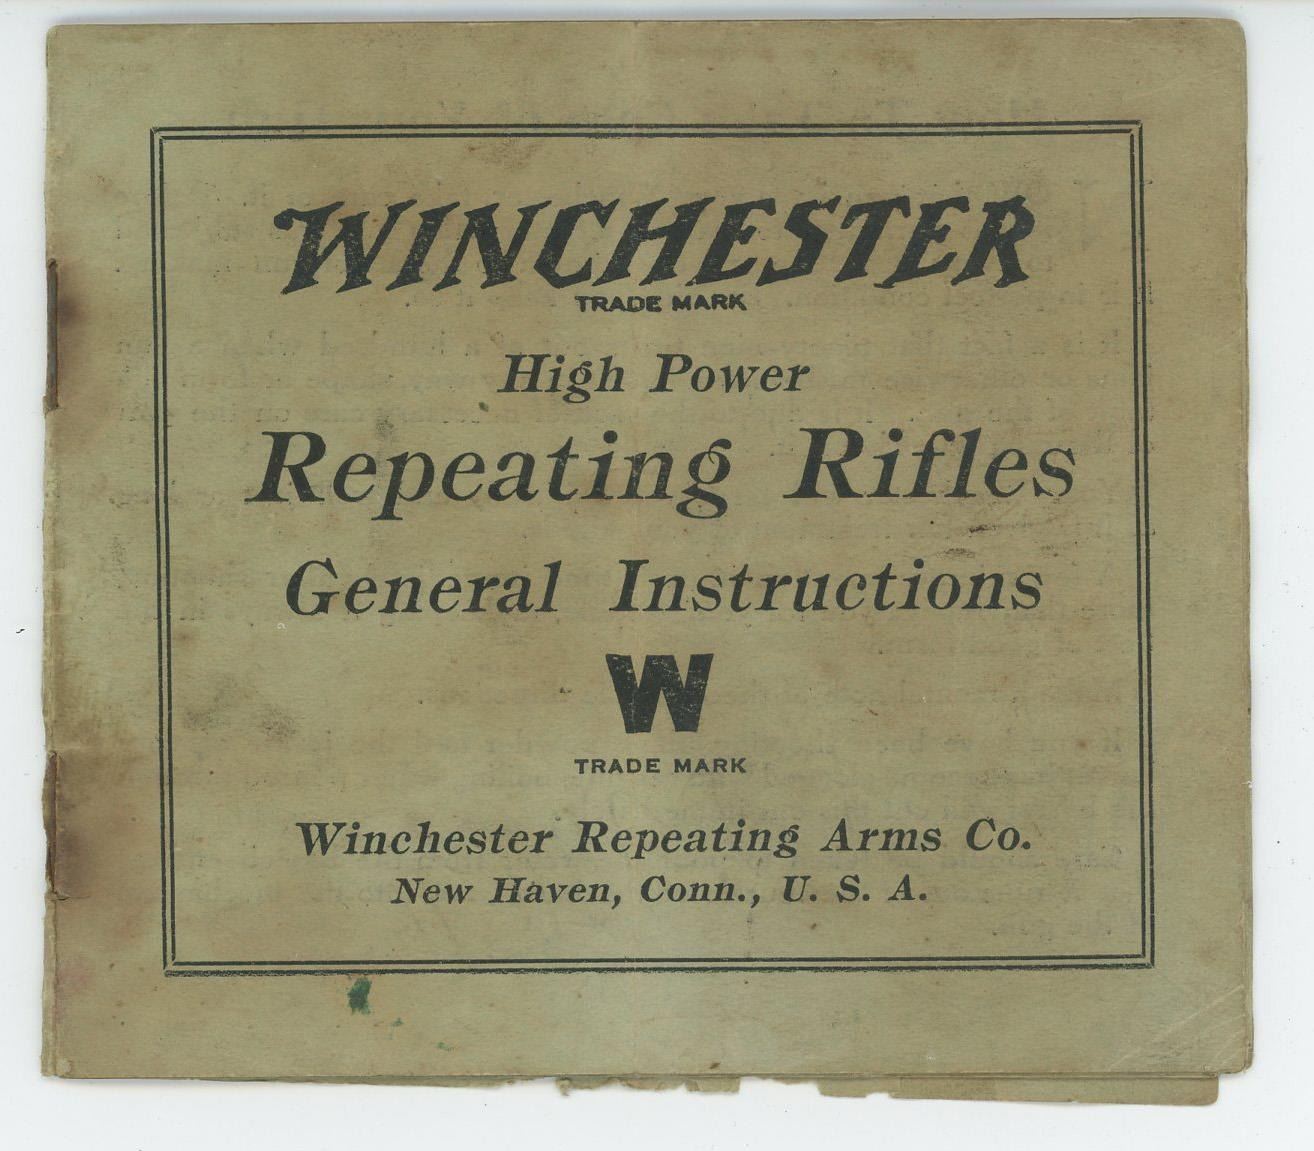 WINCHESTER
TRADE MARK
High Power
Repeating Rifles
General Instructions
W
TRADE MARK
Winchester Repeating Arms Co.
New Haven, Conn., U. S. A.